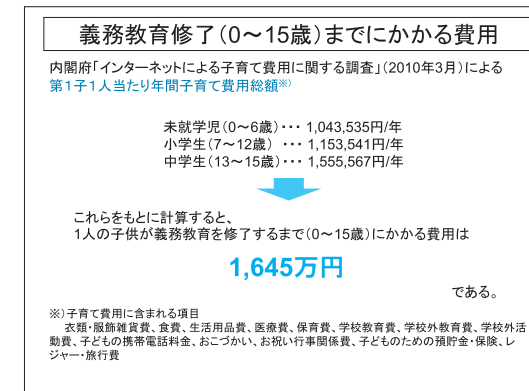 義務教育修了(0～15歳)までにかかる費用
内閣府「インターネットによる子育て費用に関する調査」(2010年3月)による
第1子1人当たり年間子育て費用総額※)
未就学児(0～6歳)･･･ 1,043,535円/年
小学生(7～12歳) ･･･ 1,153,541円/年
中学生(13～15歳)･･･ 1,555,567円/年
これらをもとに計算すると、
1人の子供が義務教育を修了するまで(0～15歳)にかかる費用は
1,645万円
である。
※)子育て費用に含まれる項目
衣類・服飾雑貨費、食費、生活用品費、医療費、保育費、学校教育費、学校外教育費、学校外活
動費、子どもの携帯電話料金、おこづかい、お祝い行事関係費、子どものための預貯金・保険、レ
ジャー・旅行費